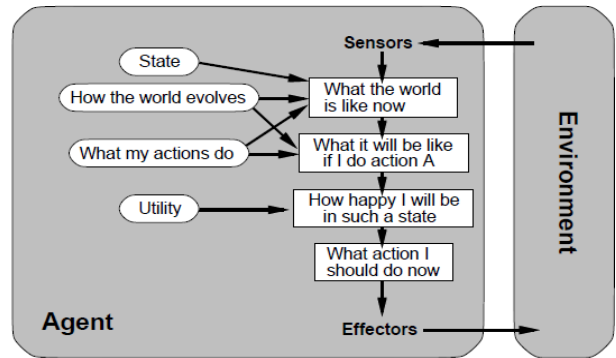 Sensors
State
What the world
is like now
How the world evolves
What my actions do
What it will be like
if I do action A
Utility
How happy I will be
in such a state
What action I
should do now
Agent
Effectors
Environment